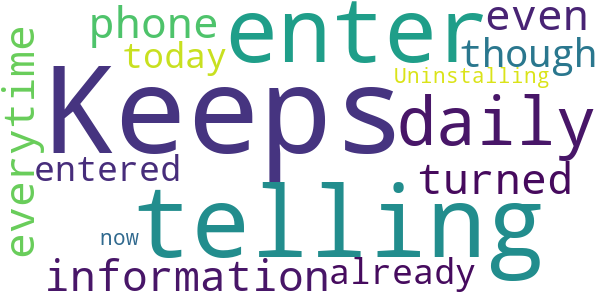 phone
enter
even
today
though
Uninstalling
Keeps
daily
everytime
entered
turned
telling
now
information
already